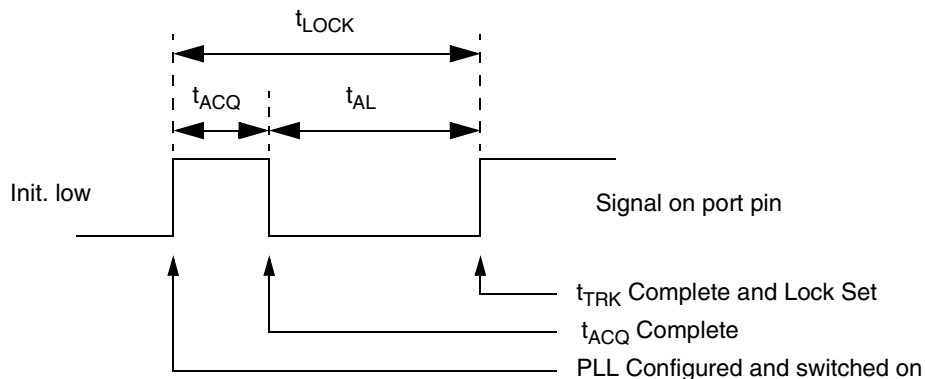 tLOCK
tACQ
tAL
Init. low
Signal on port pin
tTRK Complete and Lock Set
tACQ Complete
PLL Configured and switched on